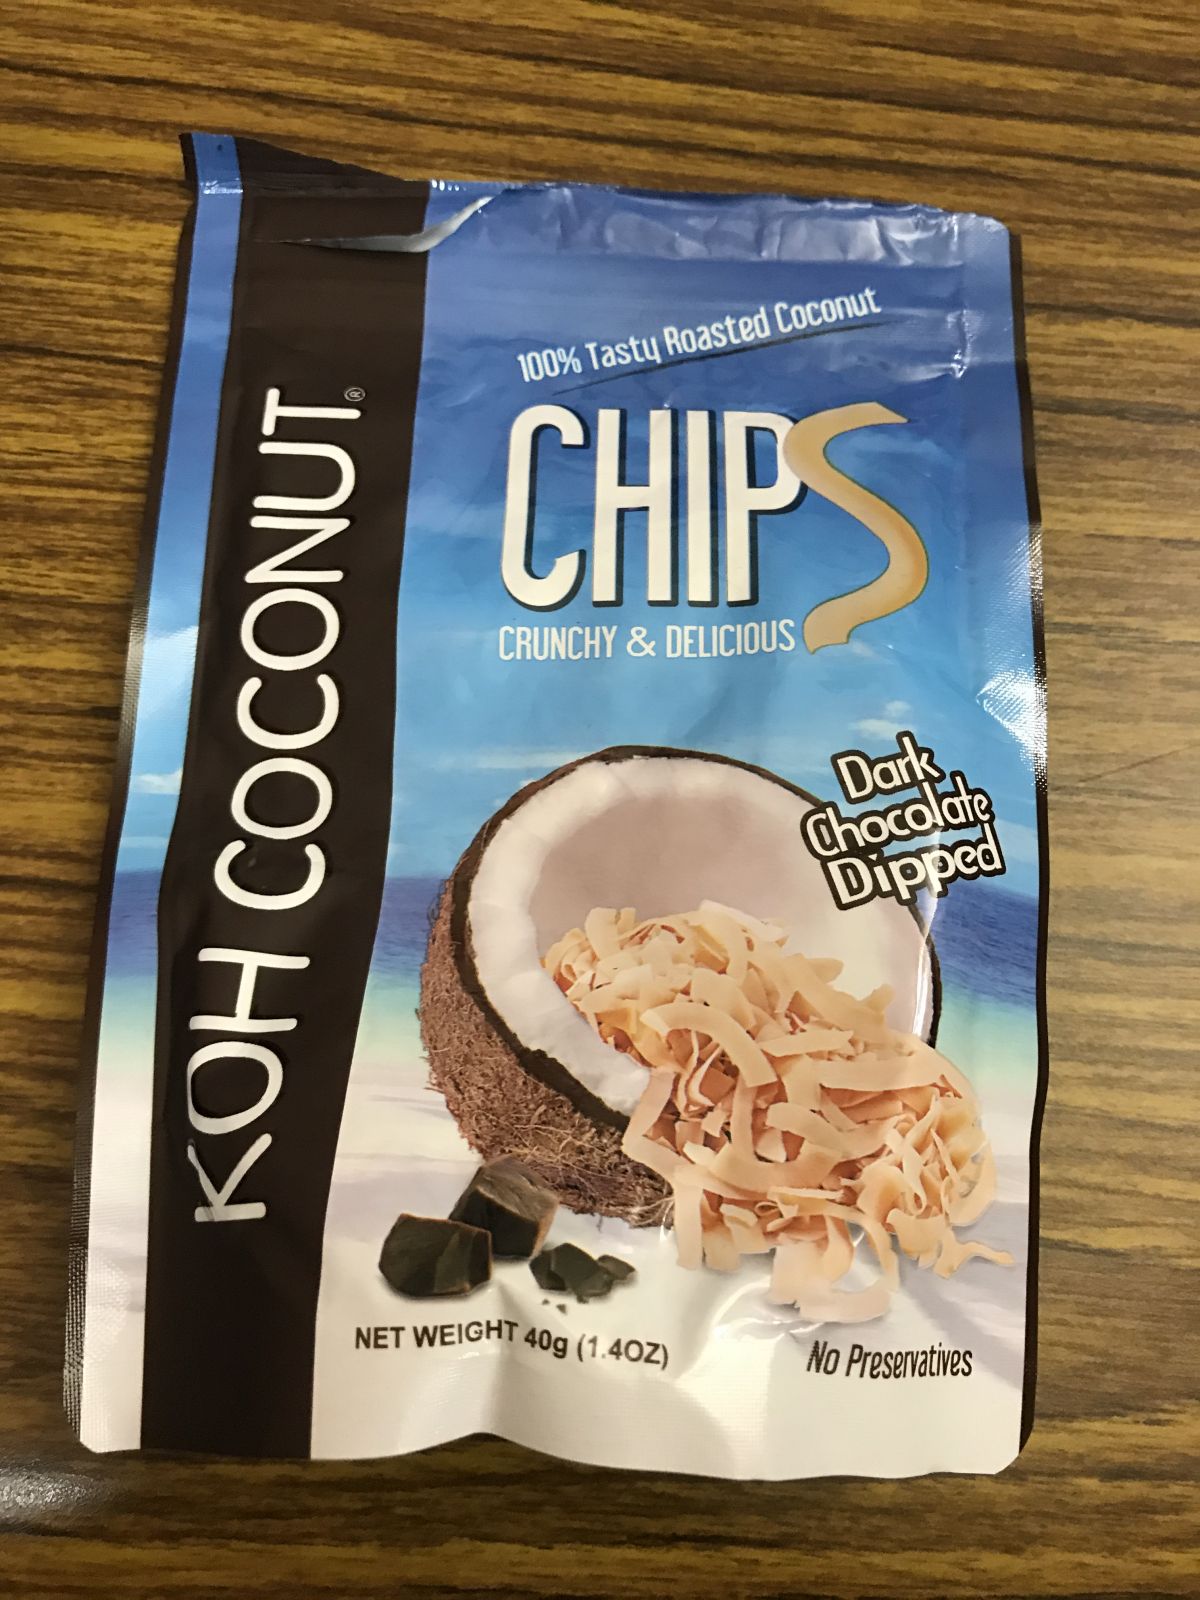 KOH COCONUT®
100% Tasty Roasted Coconut
CHIPS
CRUNCHY & DELICIOUS
Dark
Chocolate
Dipped
NET WEIGHT 40g (1.4OZ)
No Preservatives